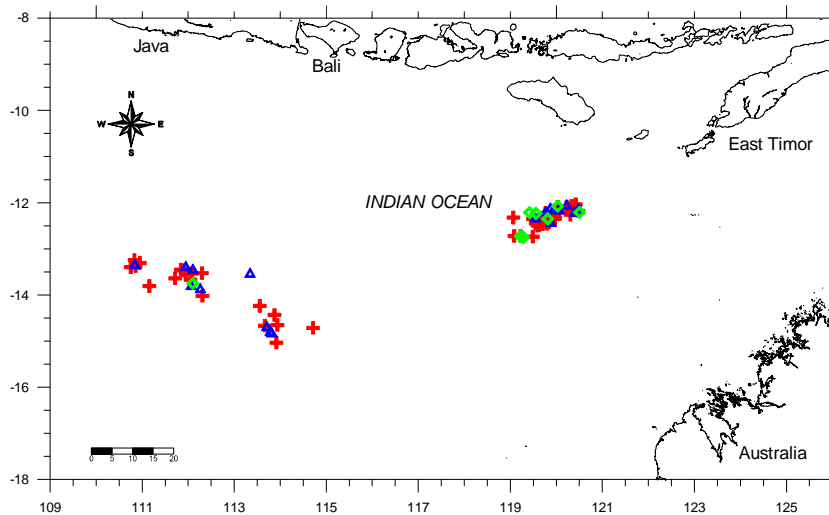 -8
Java
Bali
N
W E
S
-10
East Timor
-12
INDIAN OCEAN
-14
-16
Australia
0 5 10 15 20
-18
109 111 113 115 117 119 121 123 125